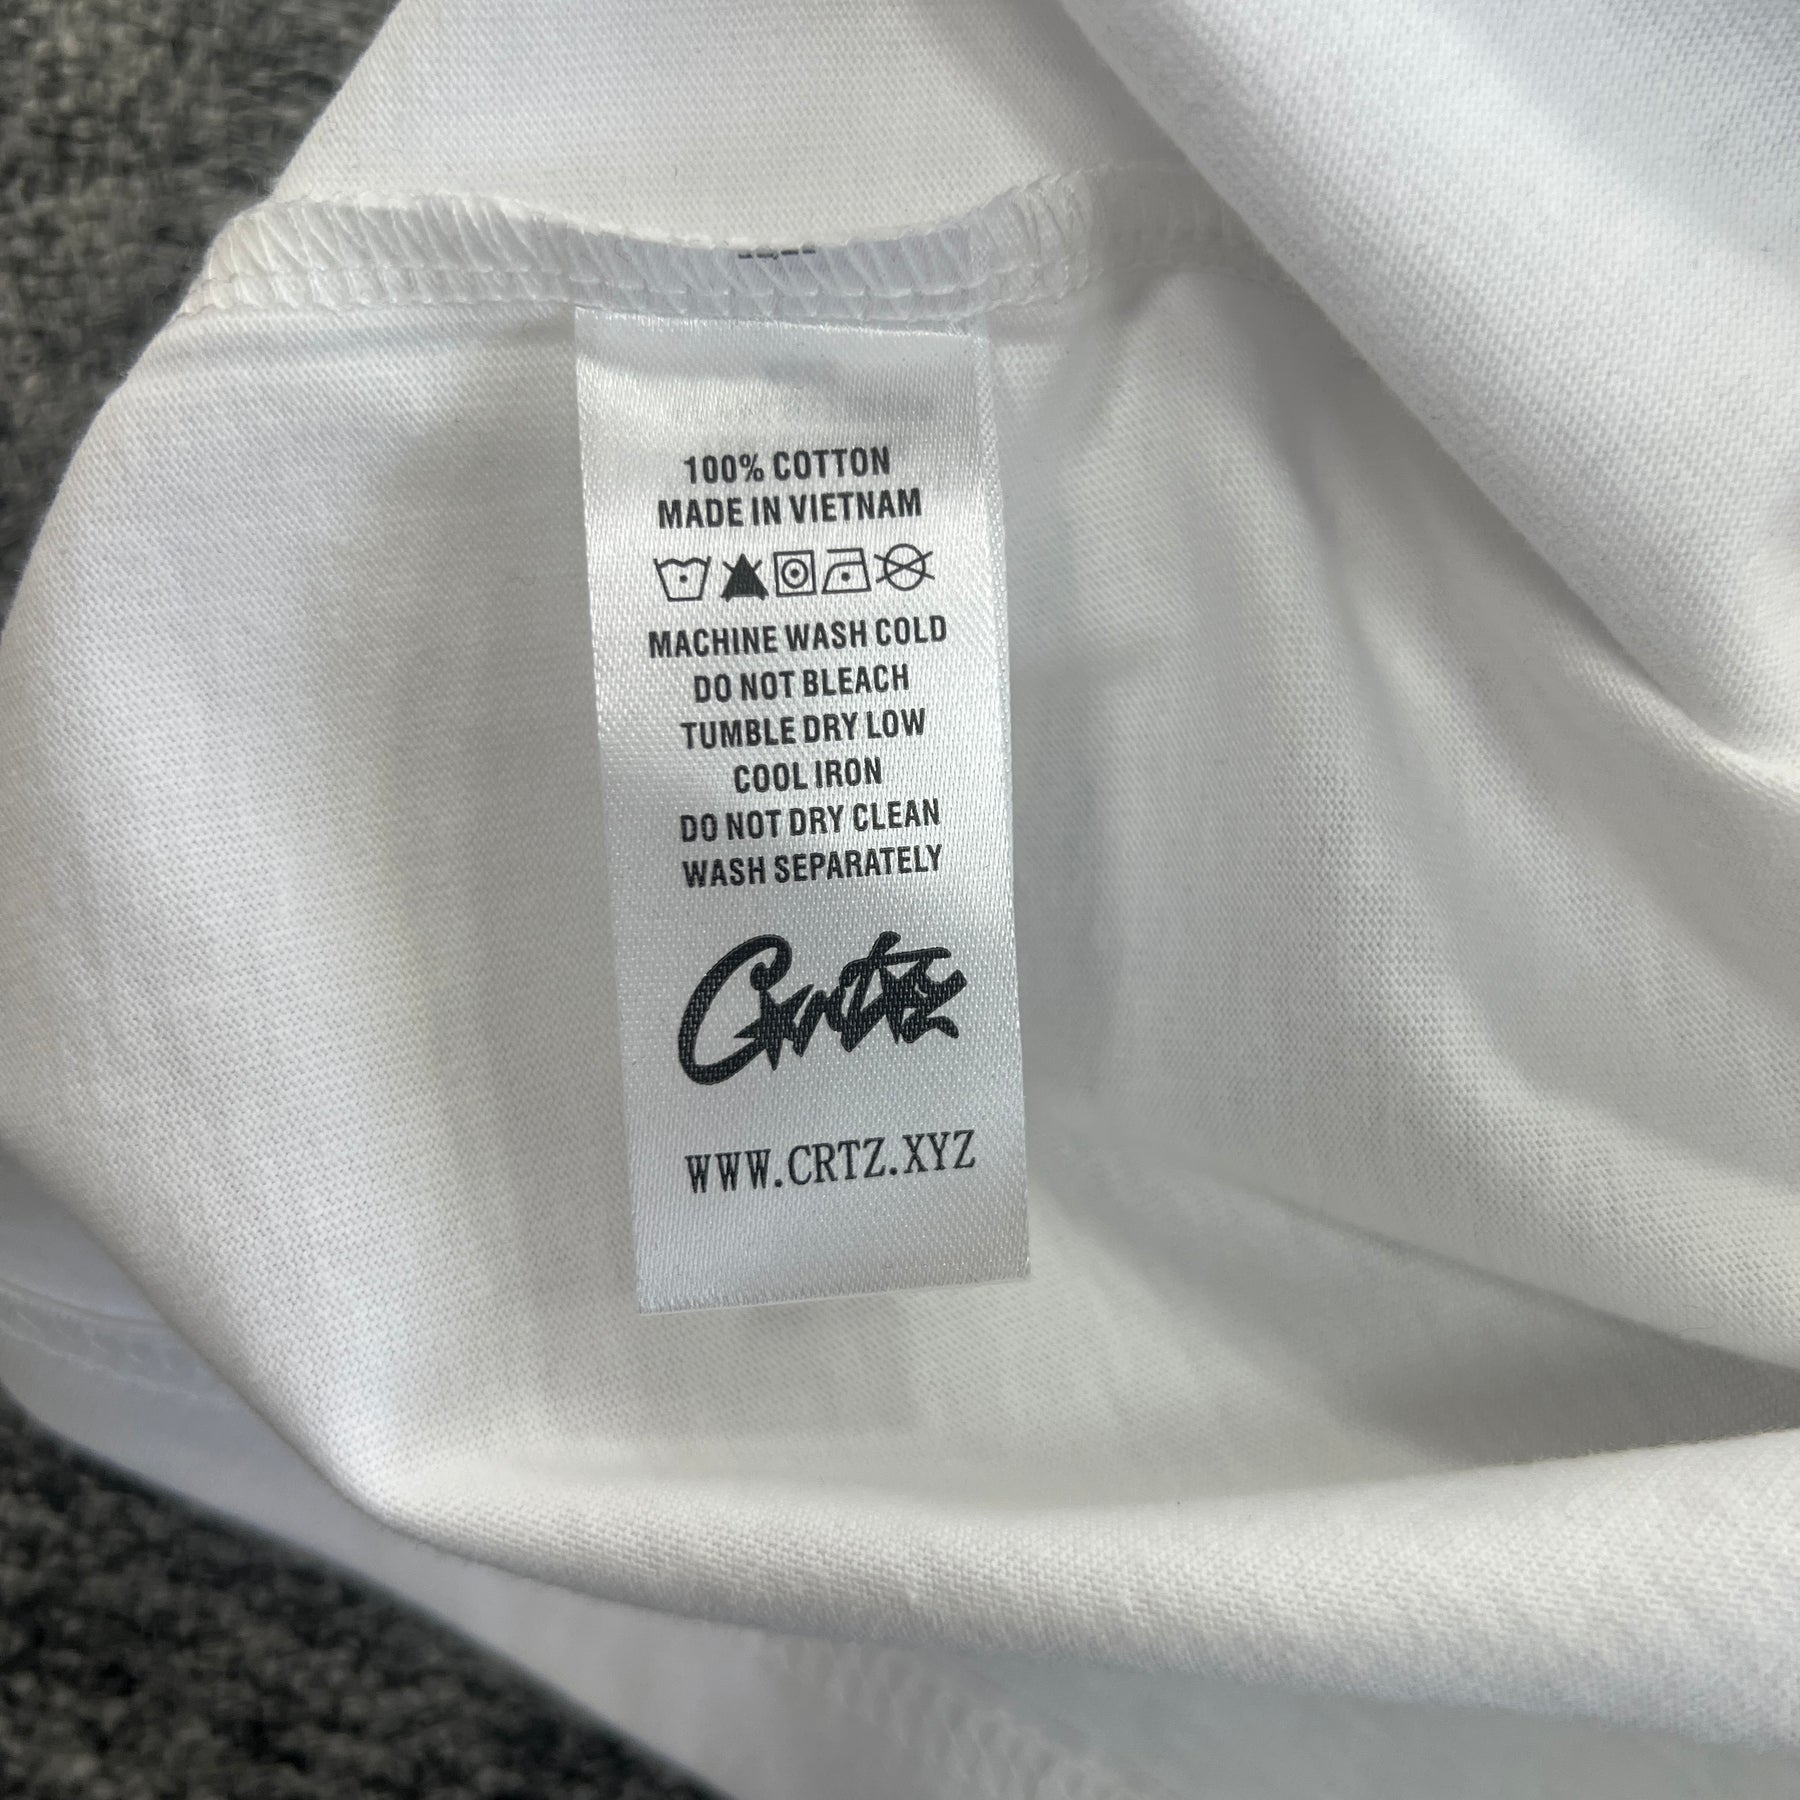 100% COTTON
MADE IN VIETNAM
MACHINE WASH COLD
DO NOT BLEACH
TUMBLE DRY LOW
COOL IRON
DO NOT DRY CLEAN
WASH SEPARATELY
Crtz
WWW.CRTZ.XYZ